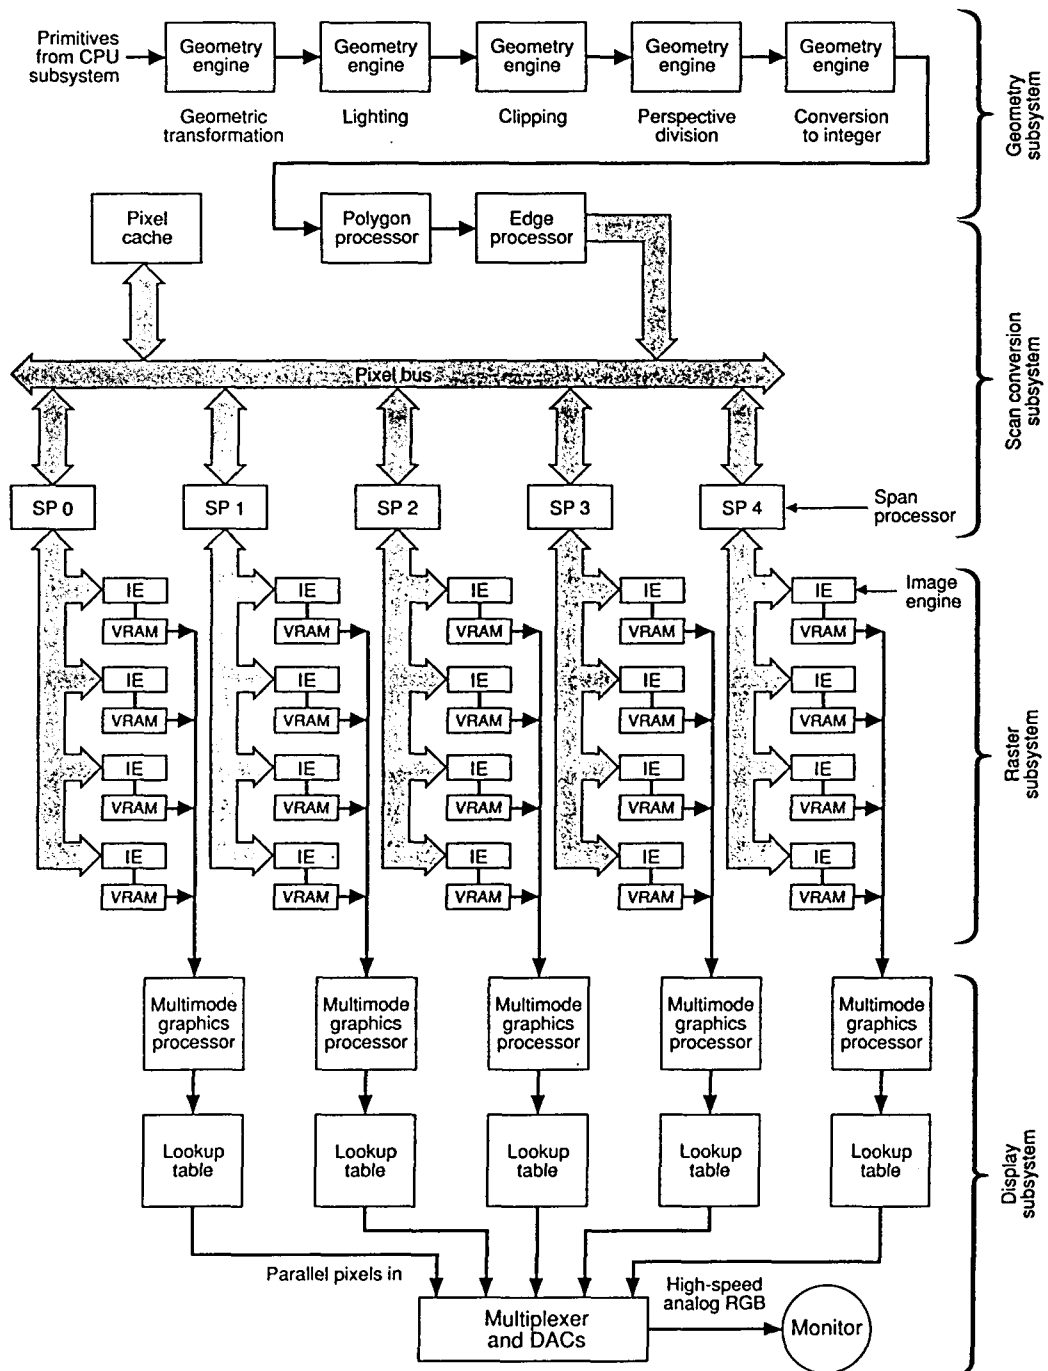 Primitives
from CPU
subsystem
Geometry
engine
Geometry
engine
Geometry
engine
Geometry
engine
Geometry
engine
Geometric
transformation
Lighting
Clipping
Perspective
division
Conversion
to integer
Geometry
subsystem
Pixel
cache
Polygon
processor
Edge
processor
Pixel bus
Scan conversion
subsystem
SP 0
SP 1
SP 2
SP 3
SP 4
Span
processor
IE
IE
IE
IE
IE
Image
engine
VRAM
VRAM
VRAM
VRAM
VRAM
IE
IE
IE
IE
IE
VRAM
VRAM
VRAM
VRAM
VRAM
Raster
subsystem
IE
IE
IE
IE
IE
VRAM
VRAM
VRAM
VRAM
VRAM
IE
IE
IE
IE
IE
VRAM
VRAM
VRAM
VRAM
VRAM
Multimode
graphics
processor
Multimode
graphics
processor
Multimode
graphics
processor
Multimode
graphics
processor
Multimode
graphics
processor
Lookup
table
Lookup
table
Lookup
table
Lookup
table
Lookup
table
Display
subsystem
Parallel pixels in
High-speed
analog RGB
Multiplexer
and DACs
Monitor